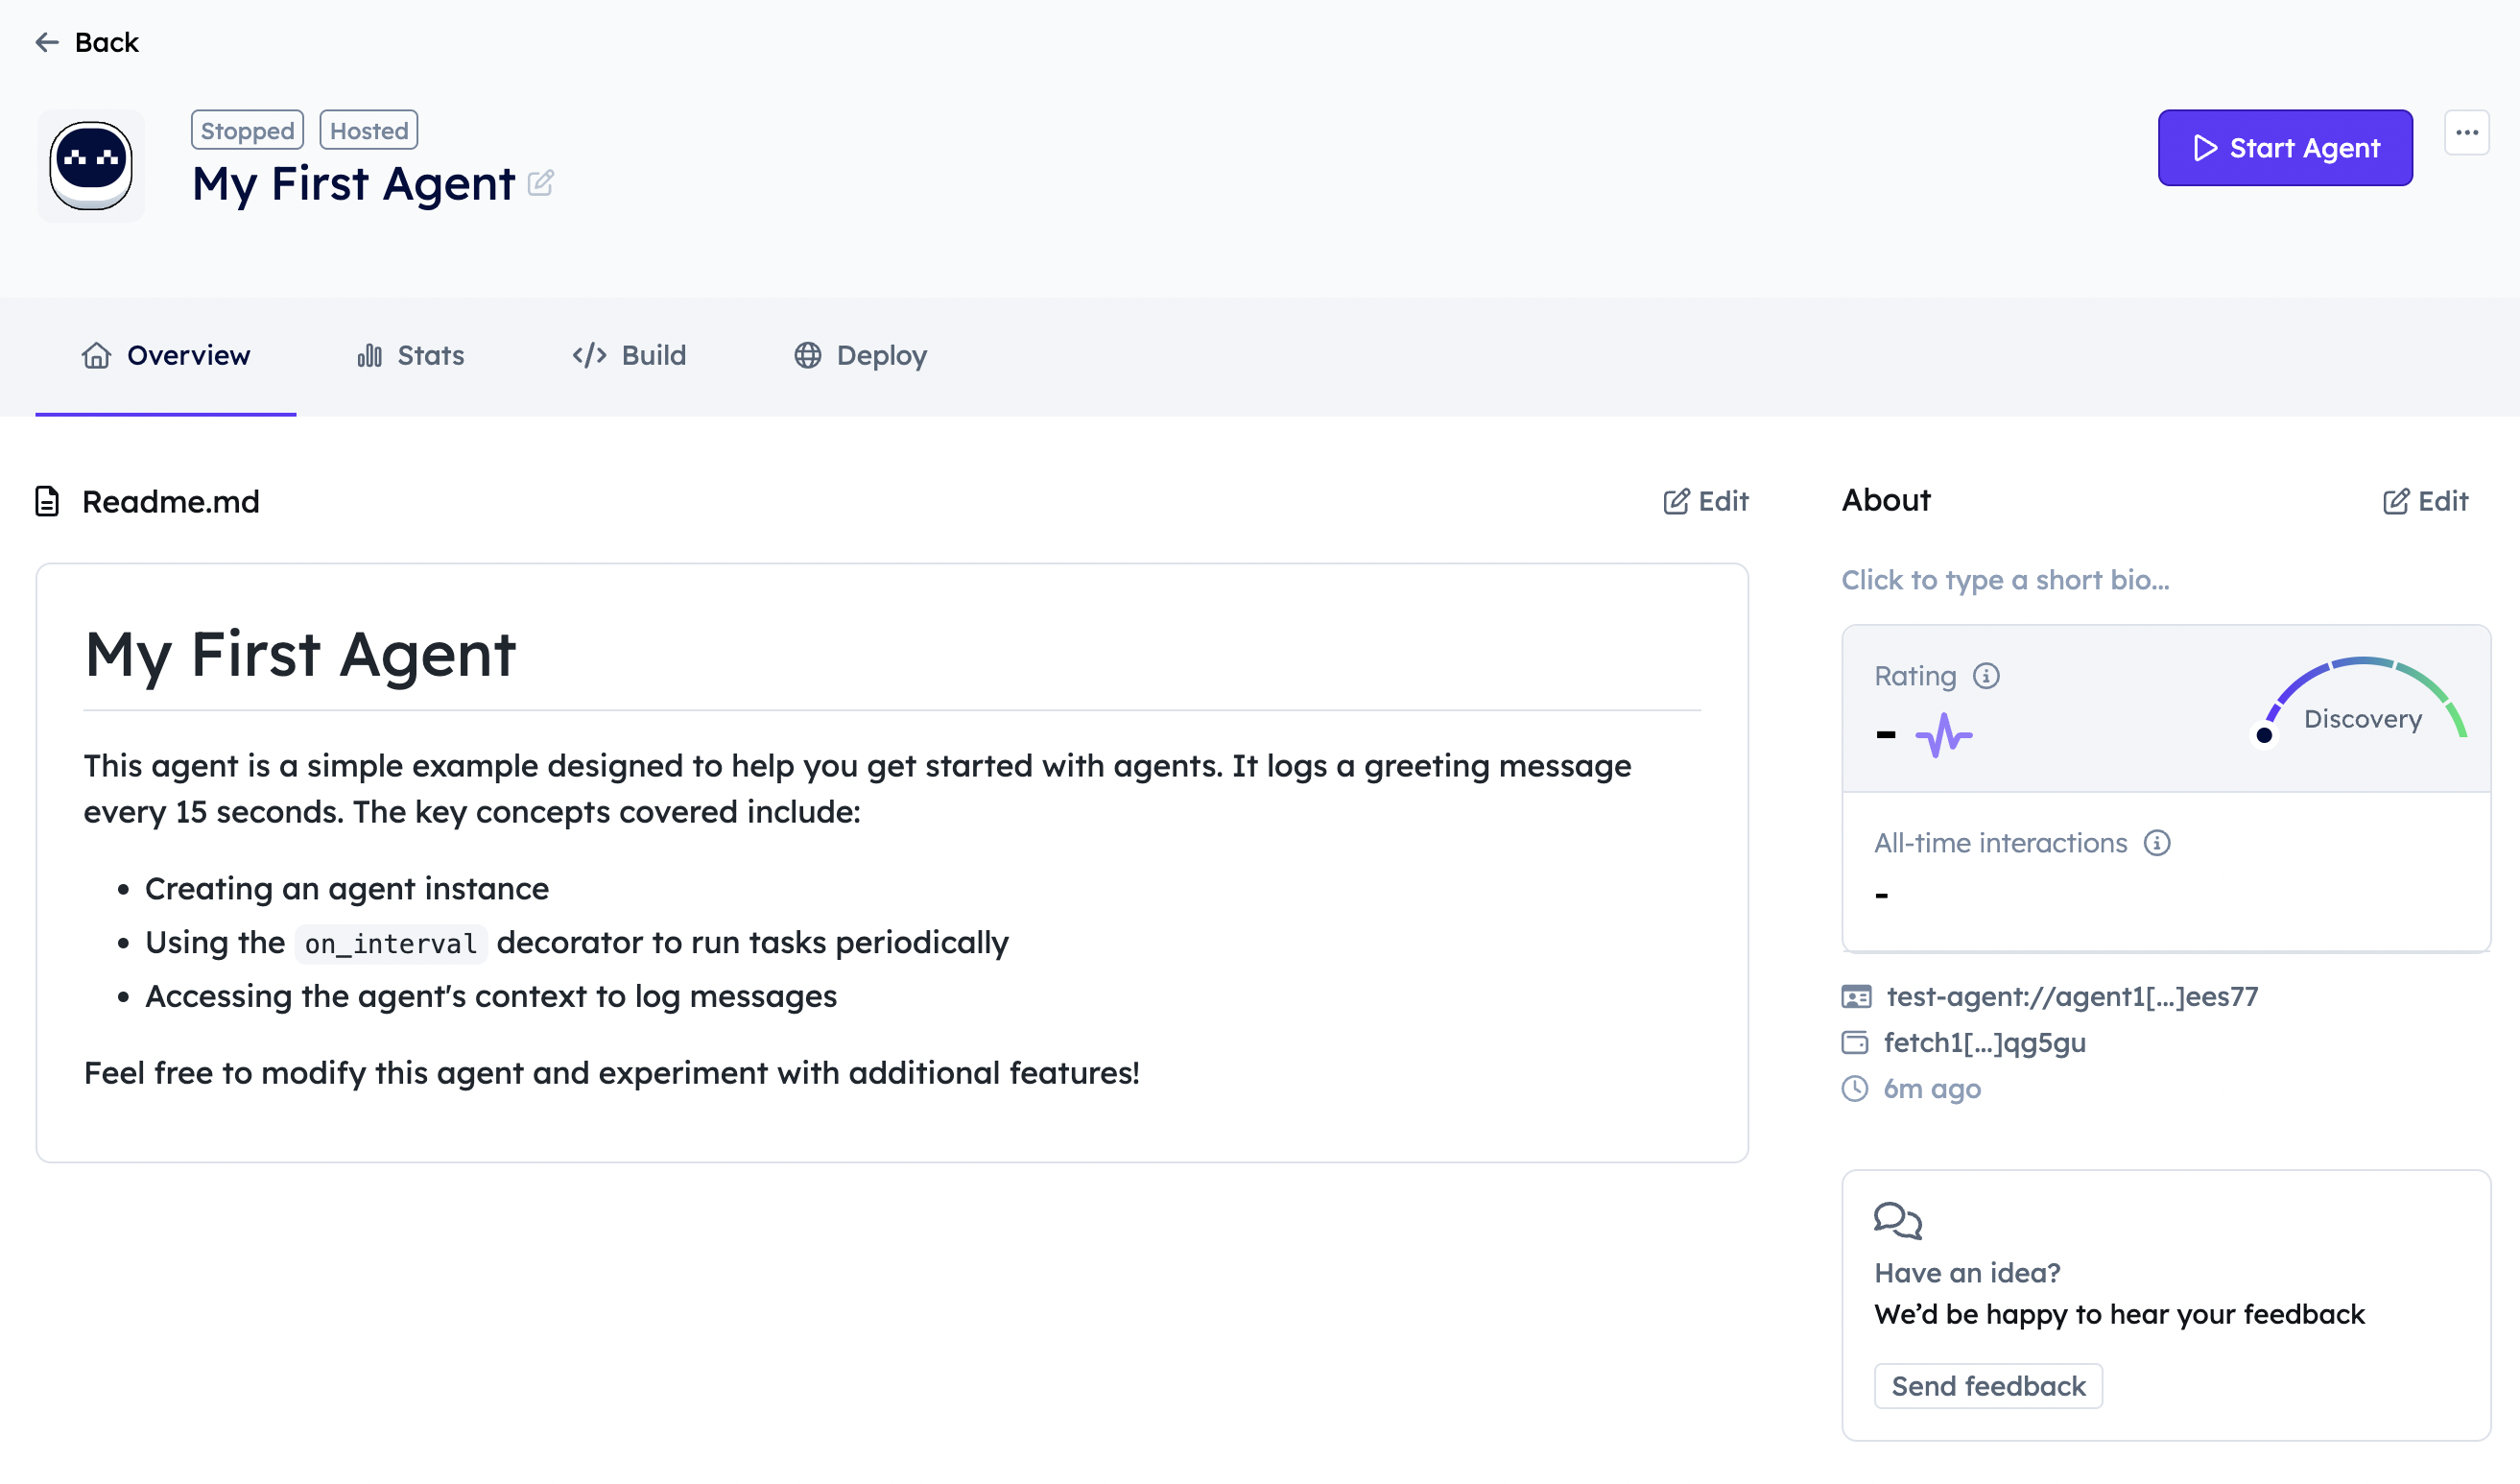 Back
Stopped Hosted
My First Agent
Start Agent
Overview Stats Build Deploy
Readme.md
Edit
My First Agent
This agent is a simple example designed to help you get started with agents. It logs a greeting message
every 15 seconds. The key concepts covered include:
• Creating an agent instance
• Using the on_interval decorator to run tasks periodically
• Accessing the agent's context to log messages
Feel free to modify this agent and experiment with additional features!
About
Edit
Click to type a short bio...
Rating
-
Discovery
All-time interactions
-
test-agent://agent1[...]ees77
fetch1[...]qg5gu
6m ago
Have an idea?
We’d be happy to hear your feedback
Send feedback